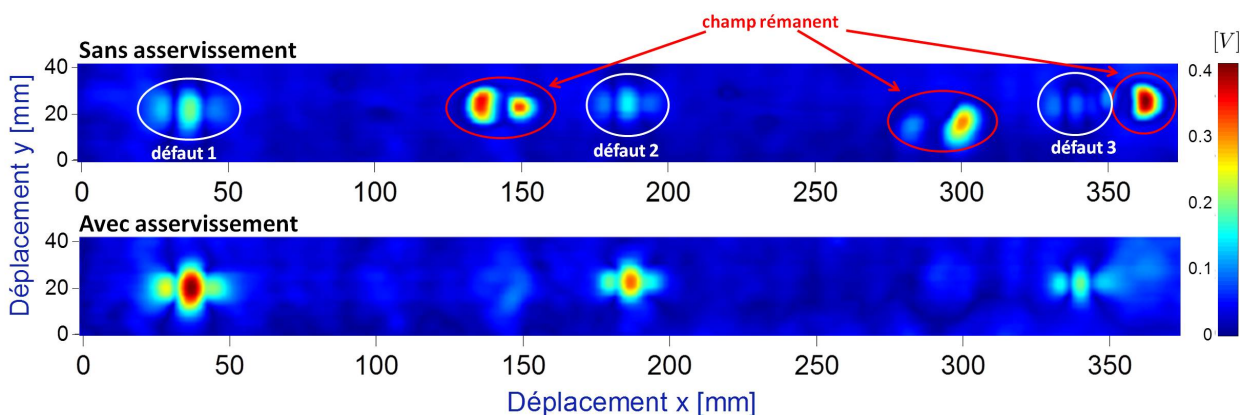 champ rémanent
[V]
Sans asservissement
40
20
0
défaut 1
défaut 2
défaut 3
0 50 100 150 200 250 300 350
0.4
0.3
0.2
0.1
0
Déplacement y [mm]
Avec asservissement
40
20
0
0 50 100 150 200 250 300 350
Déplacement x [mm]